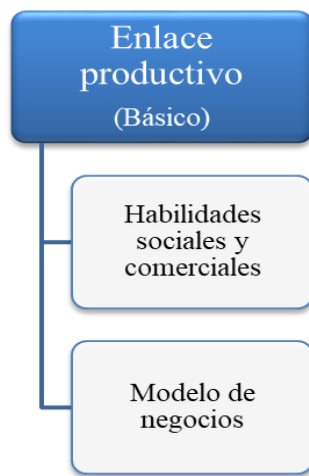 Enlace
productivo
(Básico)
Habilidades
sociales y
comerciales
Modelo de
negocios